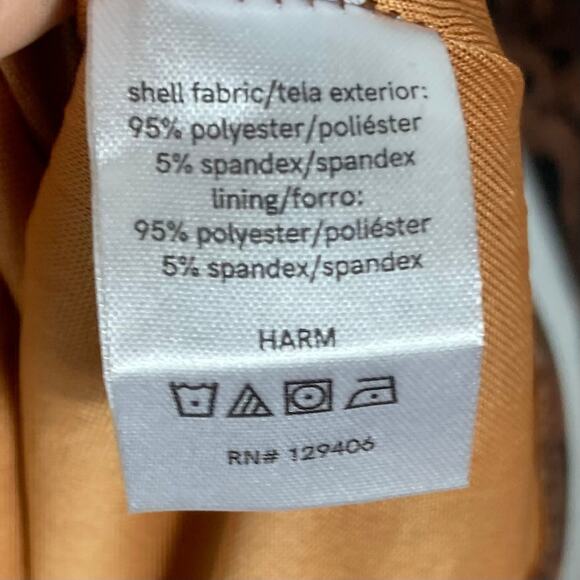 shell fabric/tela exterior:
95% polyester/poliéster
5% spandex/spandex
lining/forro:
95% polyester/poliéster
5% spandex/spandex
HARM
RN# 129406